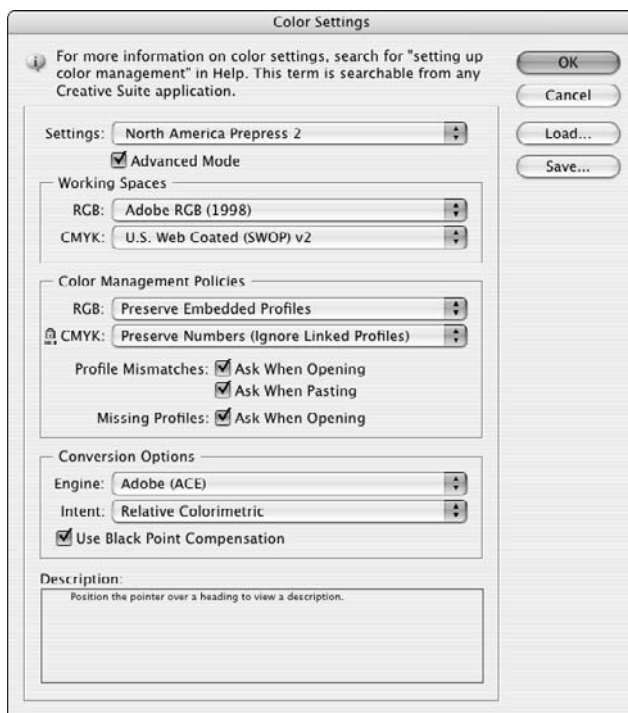 Color Settings
For more information on color settings, search for "setting up
color management" in Help. This term is searchable from any
Creative Suite application.
OK
Cancel
Load...
Save...
Settings: North America Prepress 2
Advanced Mode
Working Spaces
RGB: Adobe RGB (1998)
CMYK: U.S. Web Coated (SWOP) v2
Color Management Policies
RGB: Preserve Embedded Profiles
CMYK: Preserve Numbers (Ignore Linked Profiles)
Profile Mismatches: Ask When Opening
Ask When Pasting
Missing Profiles: Ask When Opening
Conversion Options
Engine: Adobe (ACE)
Intent: Relative Colorimetric
Use Black Point Compensation
Description:
Position the pointer over a heading to view a description.